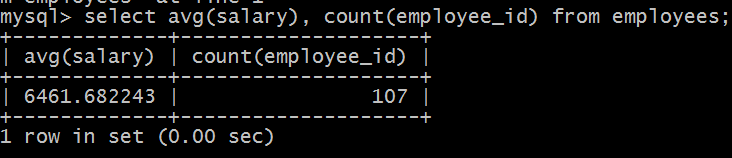 mysql> select avg(salary), count(employee_id) from employees;
+-------------+--------------------+
| avg(salary) | count(employee_id) |
+-------------+--------------------+
| 6461.682243 |                107 |
+-------------+--------------------+
1 row in set (0.00 sec)